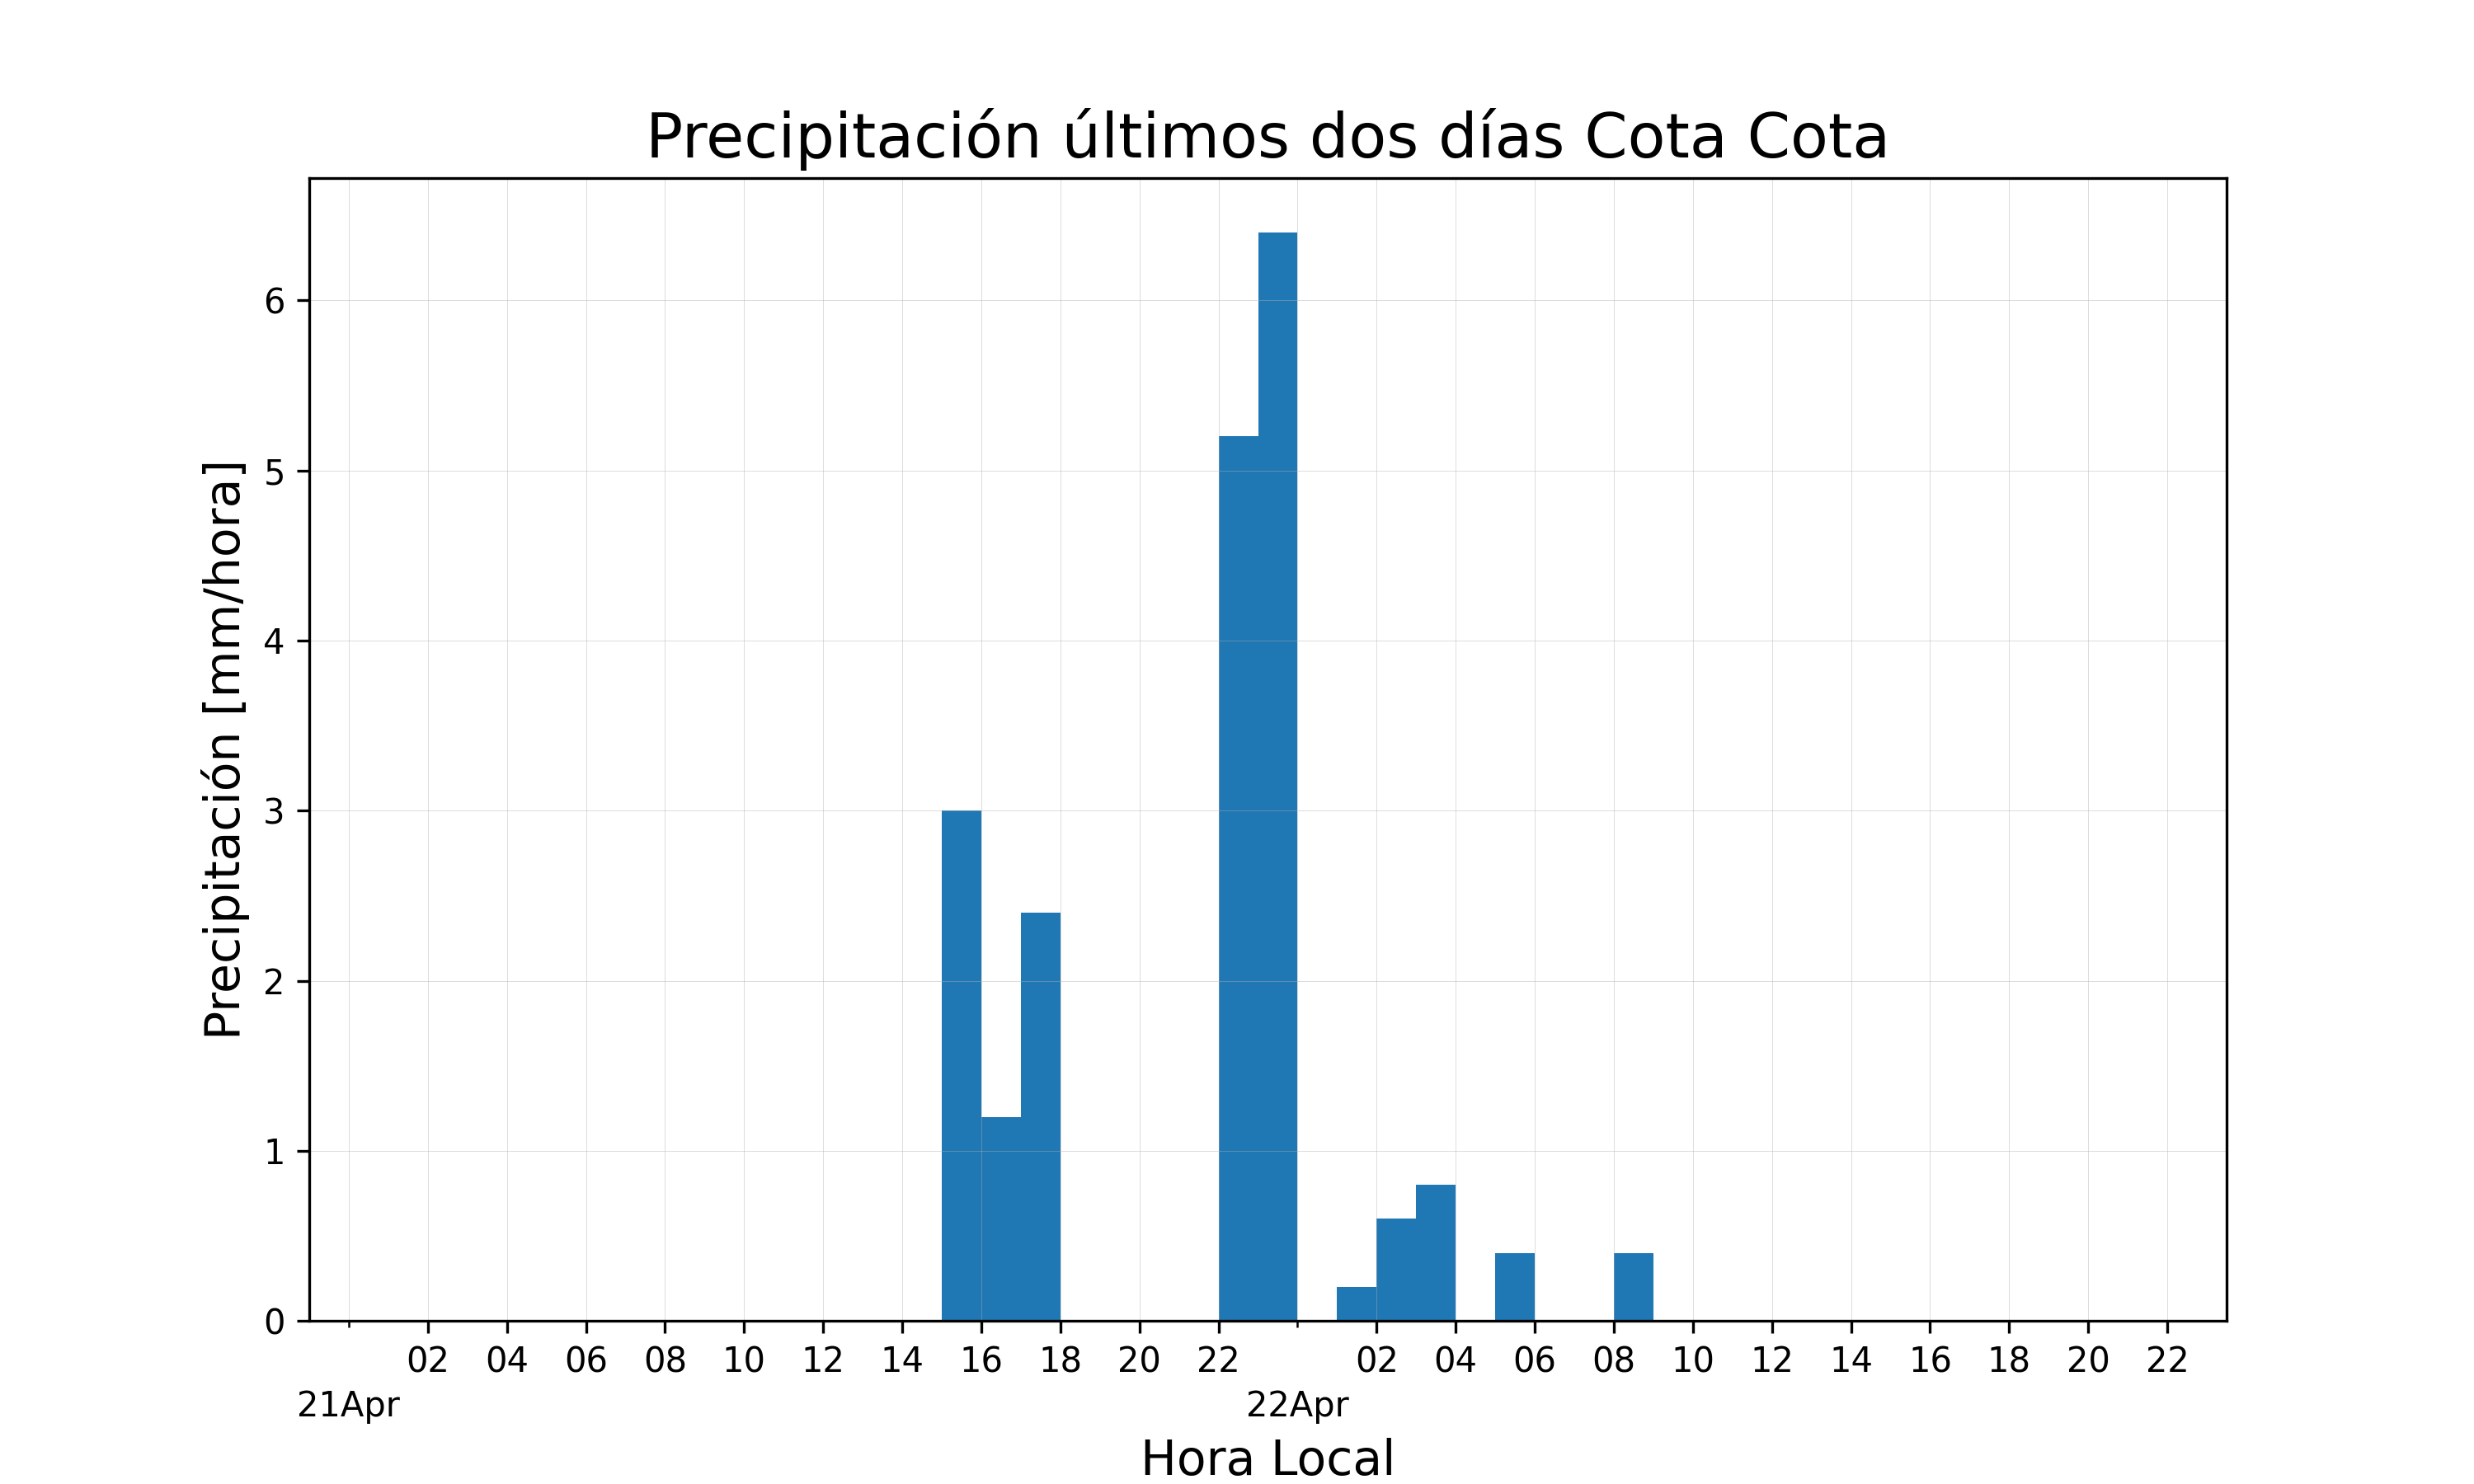 Precipitación últimos dos días Cota Cota
Precipitación [mm/hora]
6
5
4
3
2
1
0
02 04 06 08 10 12 14 16 18 20 22 02 04 06 08 10 12 14 16 18 20 22
21Apr 22Apr
Hora Local